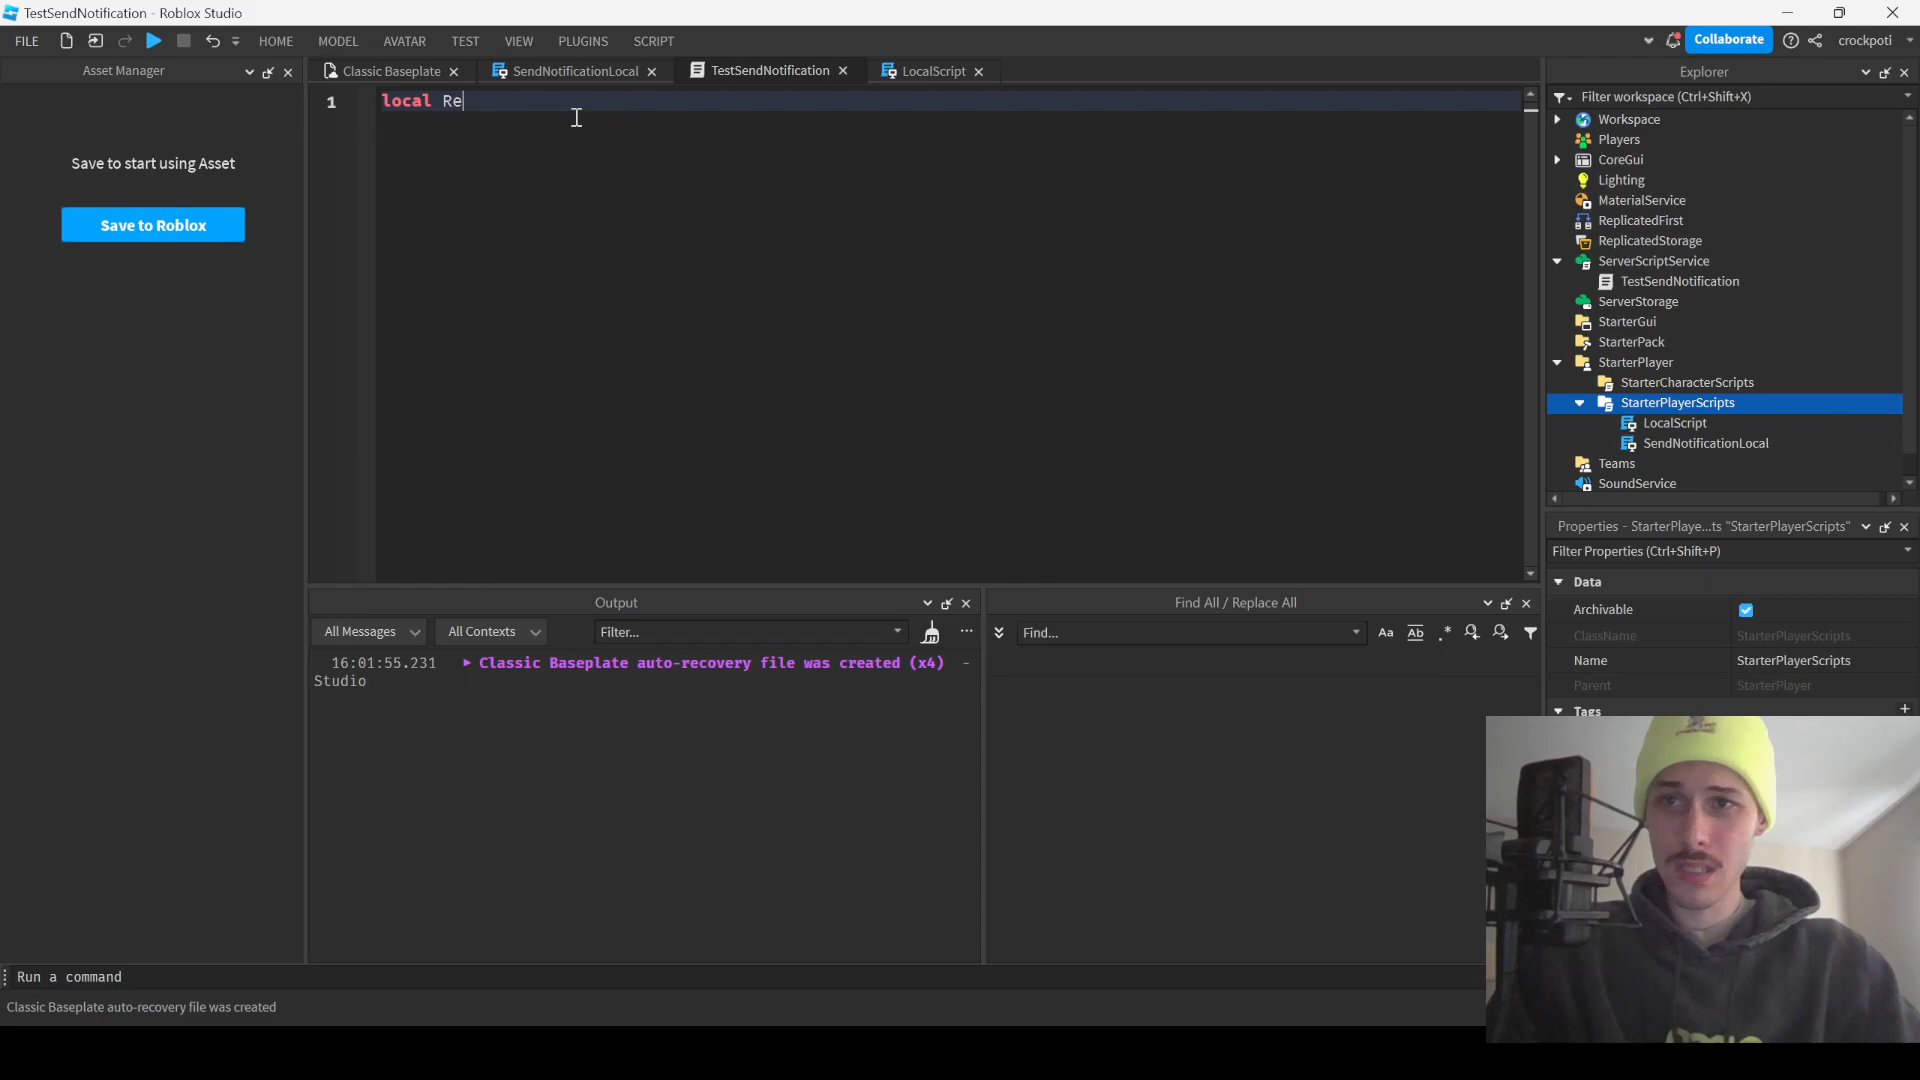 TestSendNotification - Roblox Studio
FILE HOME MODEL AVATAR TEST VIEW PLUGINS SCRIPT Collaborate crockpoti
Asset Manager
Save to start using Asset
Save to Roblox
Classic Baseplate SendNotificationLocal TestSendNotification LocalScript
1 local Re
Explorer
Filter workspace (Ctrl+Shift+X)
Workspace
Players
CoreGui
Lighting
MaterialService
ReplicatedFirst
ReplicatedStorage
ServerScriptService
TestSendNotification
ServerStorage
StarterGui
StarterPack
StarterPlayer
StarterCharacterScripts
StarterPlayerScripts
LocalScript
SendNotificationLocal
Teams
SoundService
Properties - StarterPlaye...ts "StarterPlayerScripts"
Filter Properties (Ctrl+Shift+P)
Data
Archivable
ClassName StarterPlayerScripts
Name StarterPlayerScripts
Parent StarterPlayer
Tags +
Output
All Messages All Contexts Filter... ...
16:01:55.231 Classic Baseplate auto-recovery file was created (x4) -
Studio
Find All / Replace All
Find... Aa Ab .*
Run a command
Classic Baseplate auto-recovery file was created